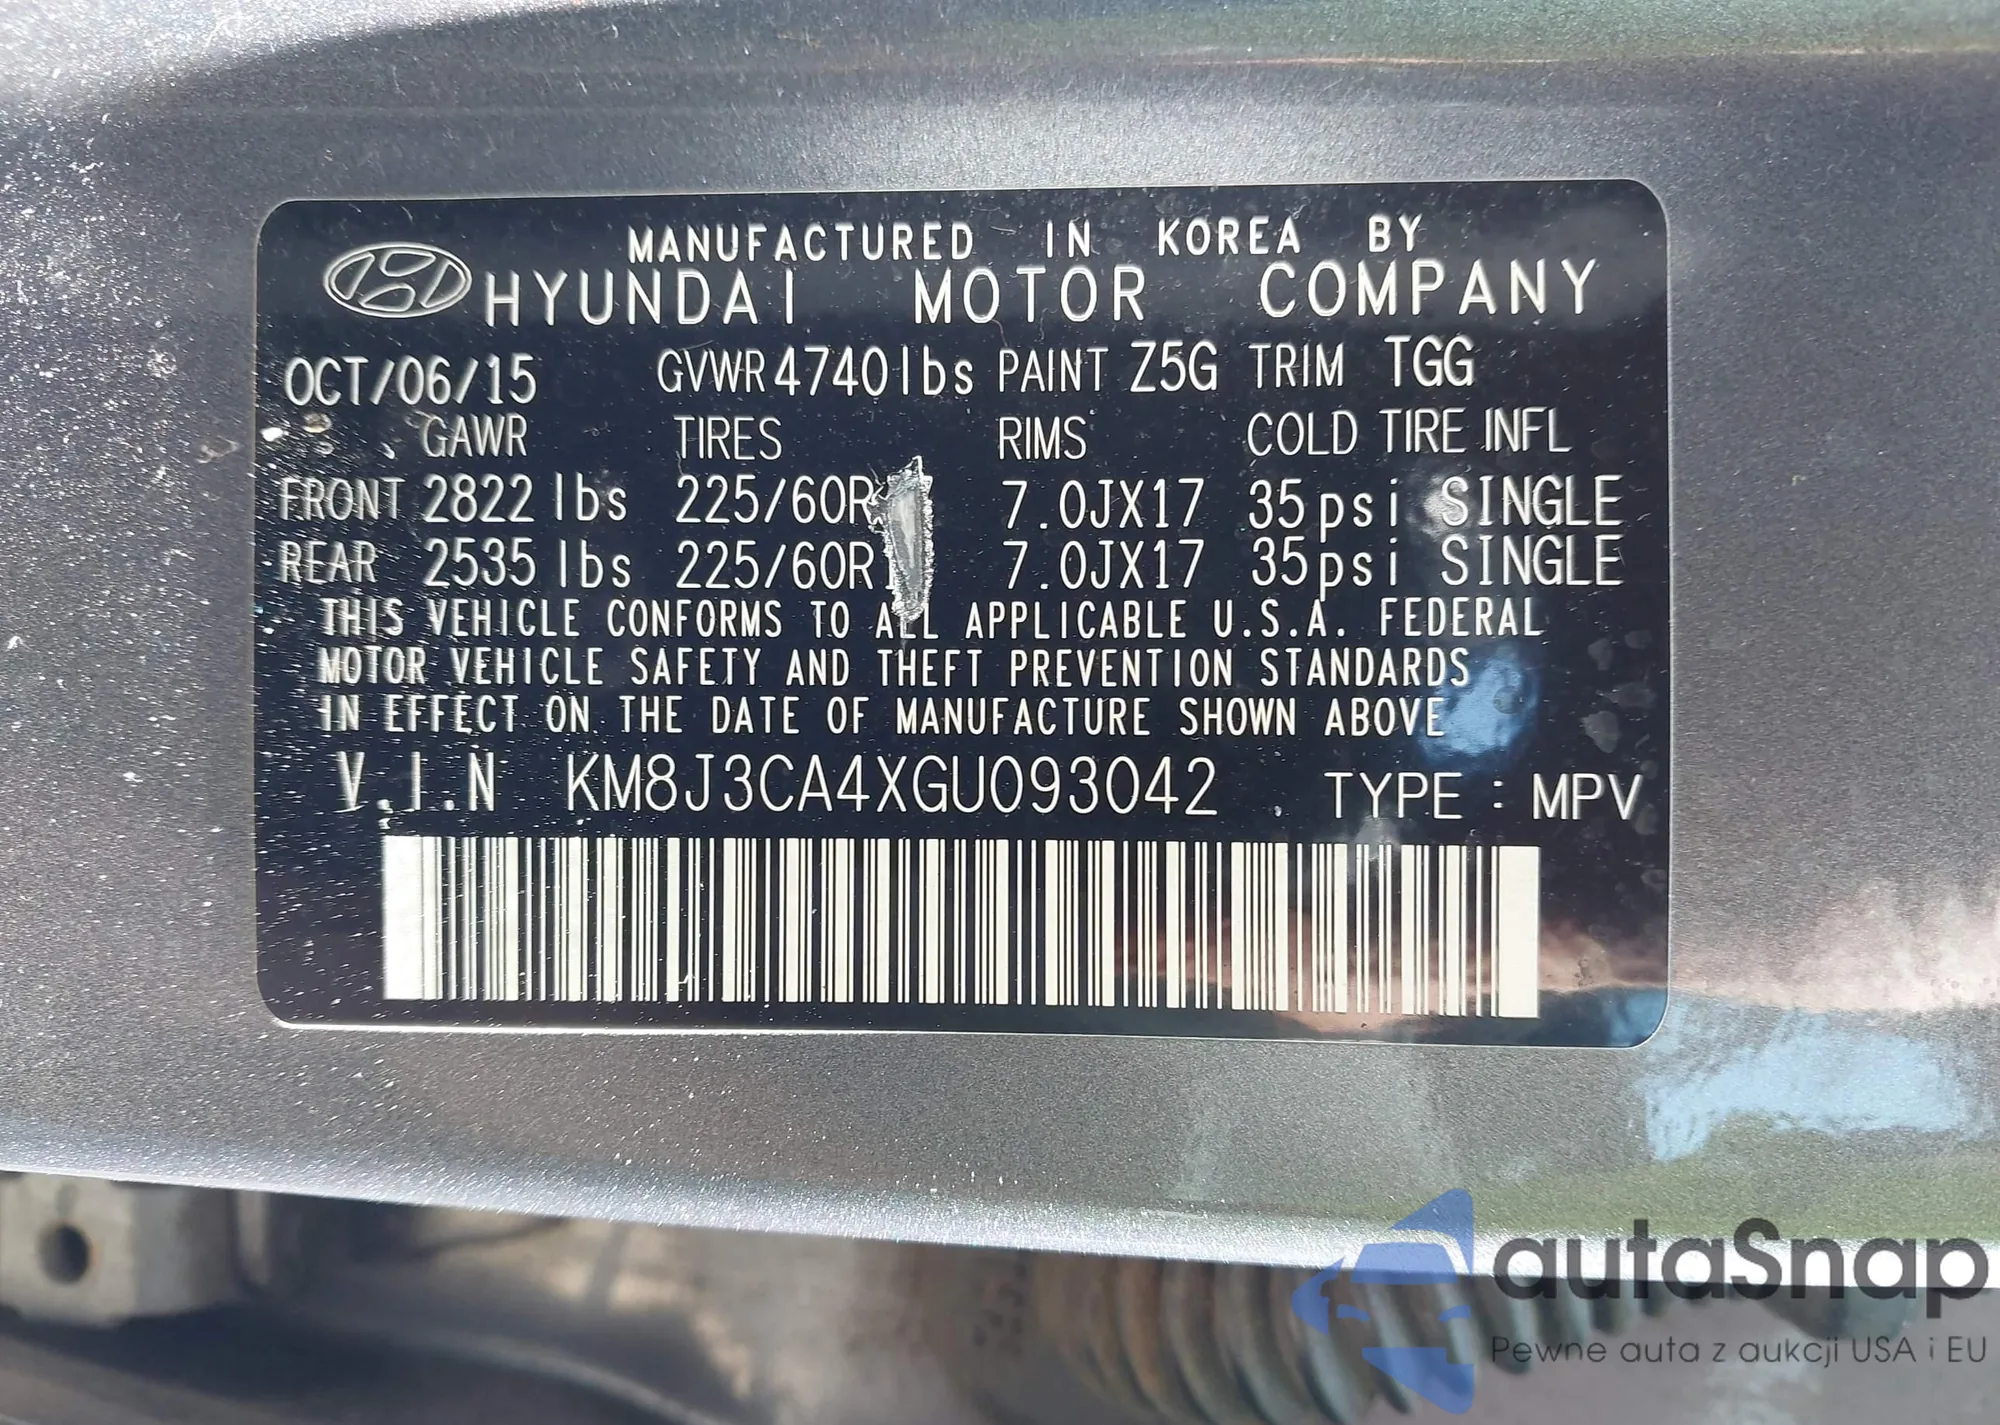 MANUFACTURED IN KOREA BY
HYUNDAI MOTOR COMPANY
OCT/06/15 GVWR 4740lbs PAINT Z5G TRIM TGG
GAWR TIRES RIMS COLD TIRE INFL
FRONT 2822 lbs 225/60R 7.0JX17 35psi SINGLE
REAR 2535 lbs 225/60R1 7.0JX17 35psi SINGLE
THIS VEHICLE CONFORMS TO ALL APPLICABLE U.S.A. FEDERAL
MOTOR VEHICLE SAFETY AND THEFT PREVENTION STANDARDS
IN EFFECT ON THE DATE OF MANUFACTURE SHOWN ABOVE
V.I.N KM8J3CA4XGU093042 TYPE : MPV
autaSnap
Pewne auta z aukcji USA i EU